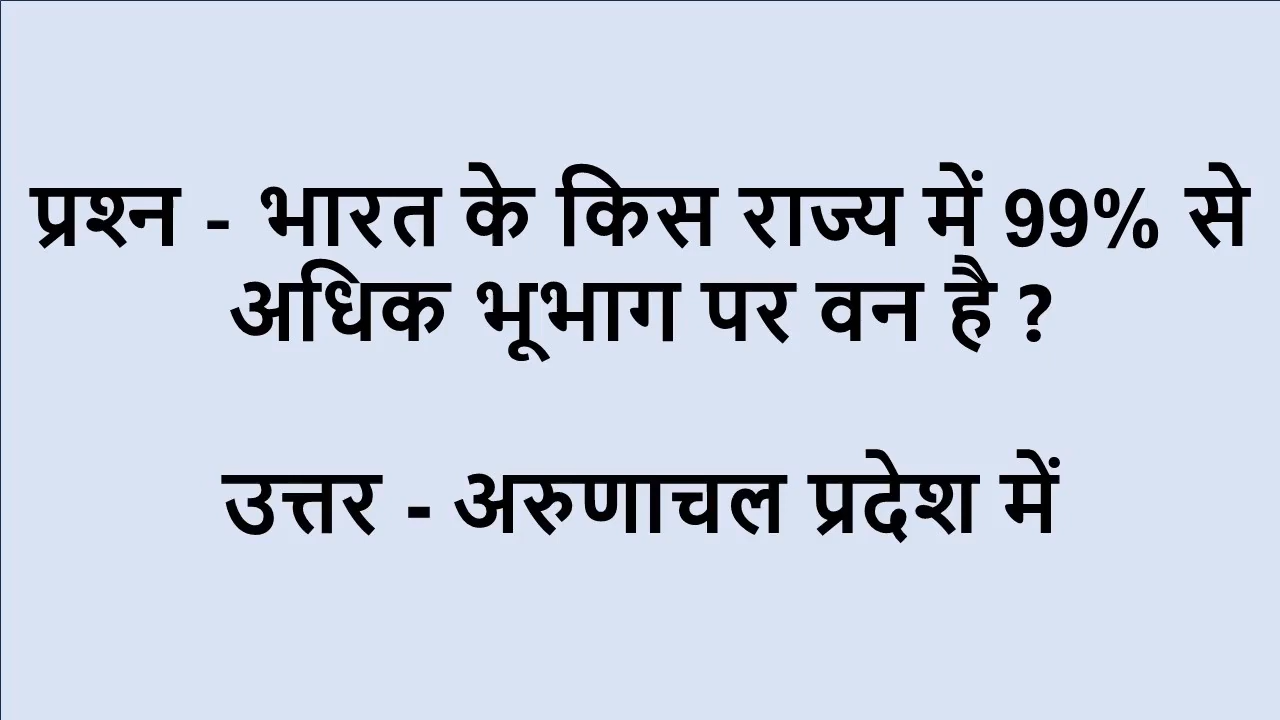 प्रश्न - भारत के किस राज्य में 99% से
अधिक भूभाग पर वन है ?
उत्तर - अरुणाचल प्रदेश में